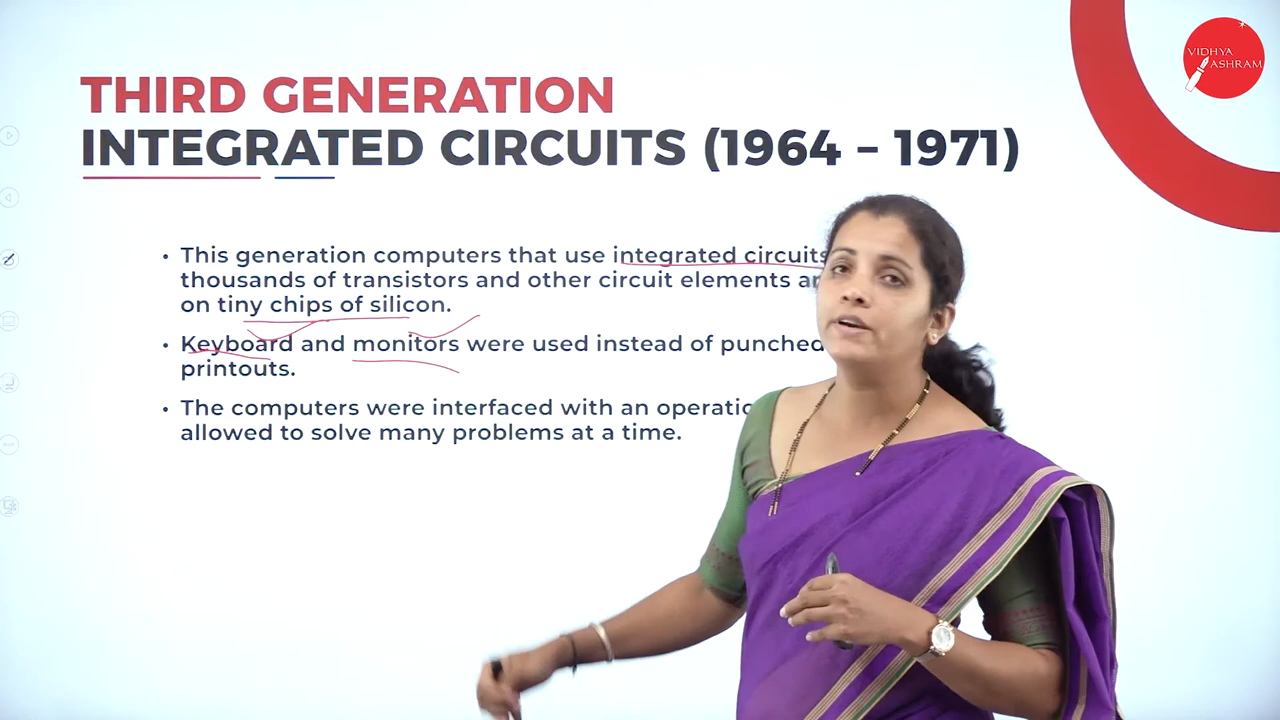 VIDHYA
ASHRAM
THIRD GENERATION
INTEGRATED CIRCUITS (1964 – 1971)
• This generation computers that use integrated circuits
thousands of transistors and other circuit elements
on tiny chips of silicon.
• Keyboard and monitors were used instead of punched
printouts.
• The computers were interfaced with an
allowed to solve many problems at a time.